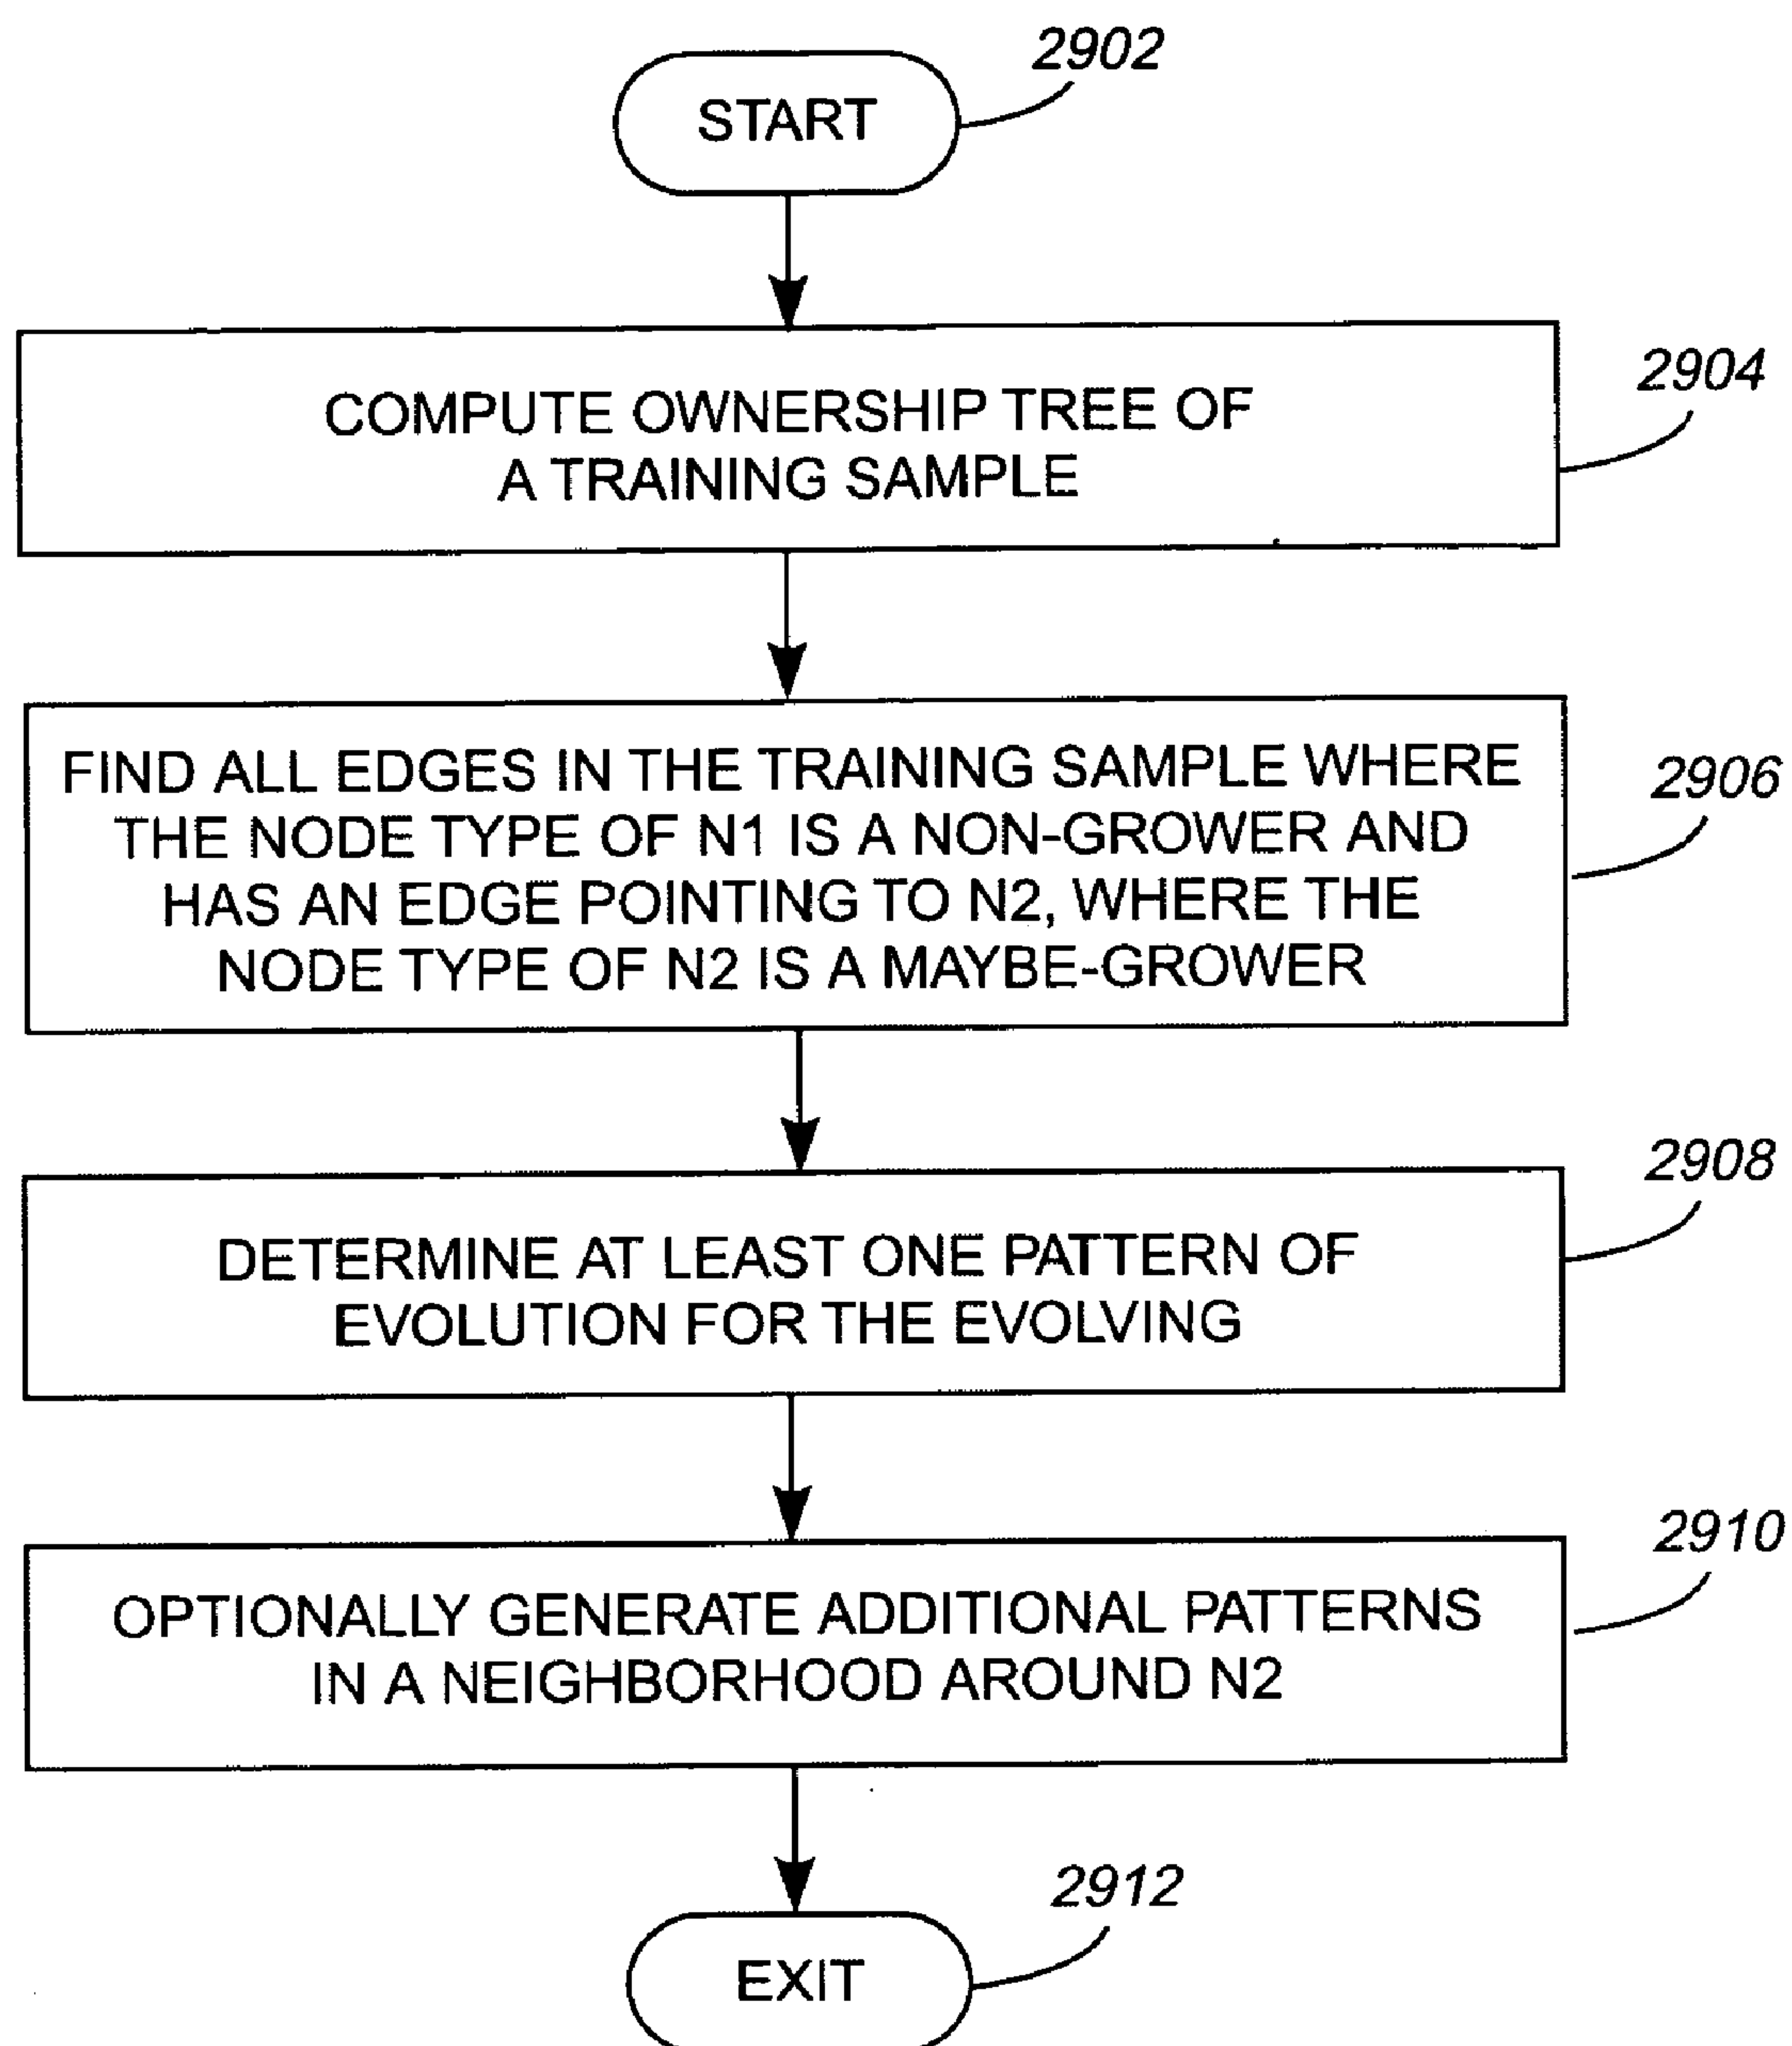 2902
START
2904
COMPUTE OWNERSHIP TREE OF
A TRAINING SAMPLE
2906
FIND ALL EDGES IN THE TRAINING SAMPLE WHERE
THE NODE TYPE OF N1 IS A NON-GROWER AND
HAS AN EDGE POINTING TO N2, WHERE THE
NODE TYPE OF N2 IS A MAYBE-GROWER
2908
DETERMINE AT LEAST ONE PATTERN OF
EVOLUTION FOR THE EVOLVING
2910
OPTIONALLY GENERATE ADDITIONAL PATTERNS
IN A NEIGHBORHOOD AROUND N2
2912
EXIT